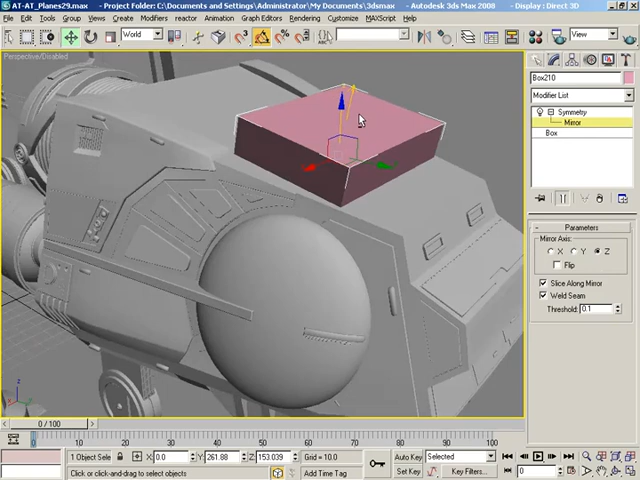 AT-AT_Planes29.max - Project Folder: C:\Documents and Settings\Administrator\My Documents\3dsmax - Autodesk 3ds Max 2008 - Display : Direct 3D
File Edit Tools Group Views Create Modifiers reactor Animation Graph Editors Rendering Customize MAXScript Help
World
View
Perspective/Disabled
Box210
Modifier List
Symmetry
Mirror
Box
Parameters
Mirror Axis:
X Y Z
Flip
Slice Along Mirror
Weld Seam
Threshold: 0.1
0 / 100
0 10 20 30 40 50 60 70 80 90 100
1 Object Sele X: 0.0 Y: 261.88 Z: 153.039 Grid = 10.0
Auto Key Selected
Click or click-and-drag to select objects
Add Time Tag
Set Key
Key Filters...
0